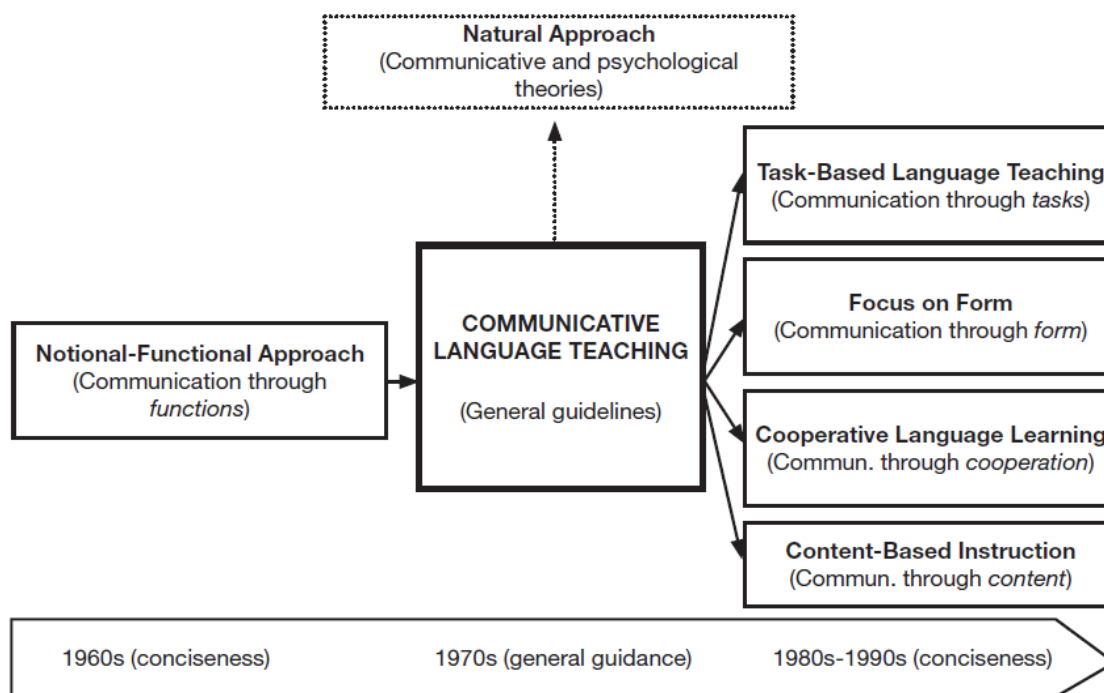 Natural Approach
(Communicative and psychological
theories)
Task-Based Language Teaching
(Communication through tasks)
Focus on Form
(Communication through form)
COMMUNICATIVE
LANGUAGE TEACHING
(General guidelines)
Notional-Functional Approach
(Communication through
functions)
Cooperative Language Learning
(Commun. through cooperation)
Content-Based Instruction
(Commun. through content)
1960s (conciseness)
1970s (general guidance)
1980s-1990s (conciseness)